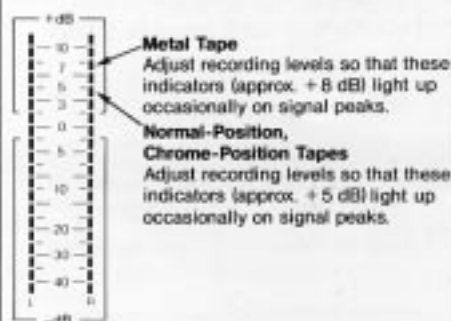 +dB
10
7
5
3
0
5
10
20
30
40
L R
-dB
Metal Tape
Adjust recording levels so that these
indicators (approx. + 8 dB) light up
occasionally on signal peaks.
Normal-Position,
Chrome-Position Tapes
Adjust recording levels so that these
indicators (approx. + 5 dB) light up
occasionally on signal peaks.